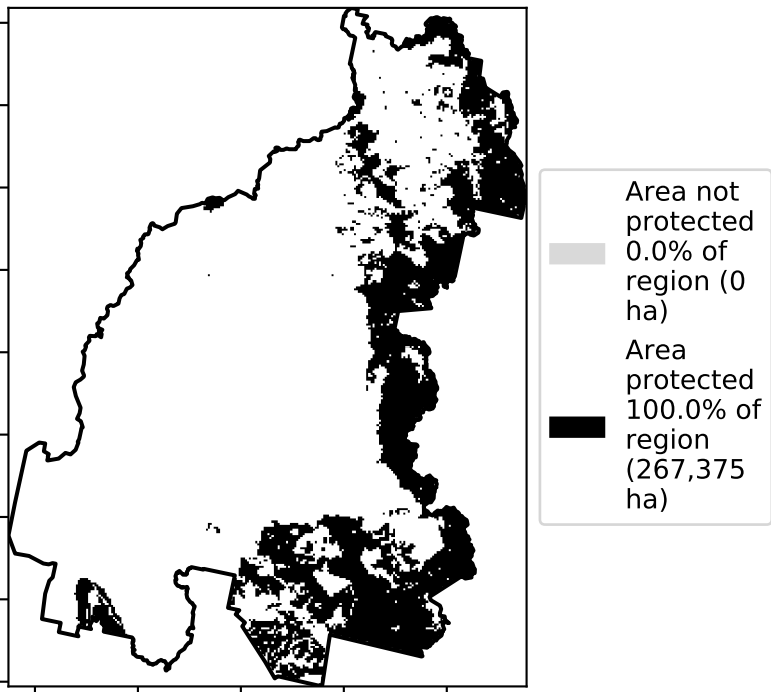 Area not
protected
0.0% of
region (0
ha)
Area
protected
100.0% of
region
(267,375
ha)